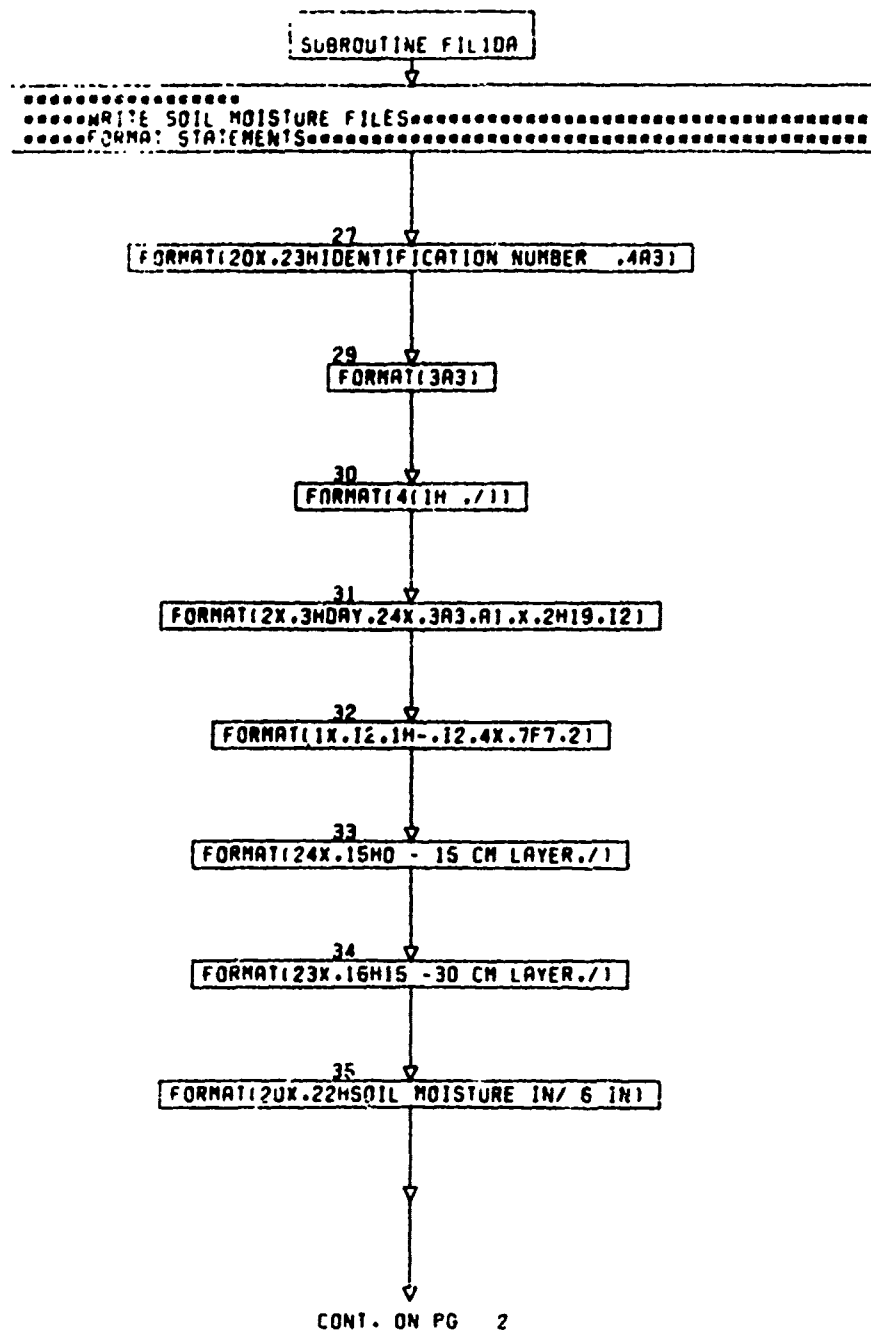 SUBROUTINE FIL1DA
*****************
*****WRITE SOIL MOISTURE FILES***********************************
*****FORMAT STATEMENTS*******************************************
27
FORMAT(20X.23HIDENTIFICATION NUMBER  .4A3)
29
FORMAT(3A3)
30
FORMAT(4(1H ./))
31
FORMAT(2X.3HDAY.24X.3A3.A1.X.2H19.I2)
32
FORMAT(1X.I2.1H-.I2.4X.7F7.2)
33
FORMAT(24X.15H0 - 15 CM LAYER./)
34
FORMAT(23X.16H15 -30 CM LAYER./)
35
FORMAT(20X.22HSOIL MOISTURE IN/ 6 IN)
CONT. ON PG 2